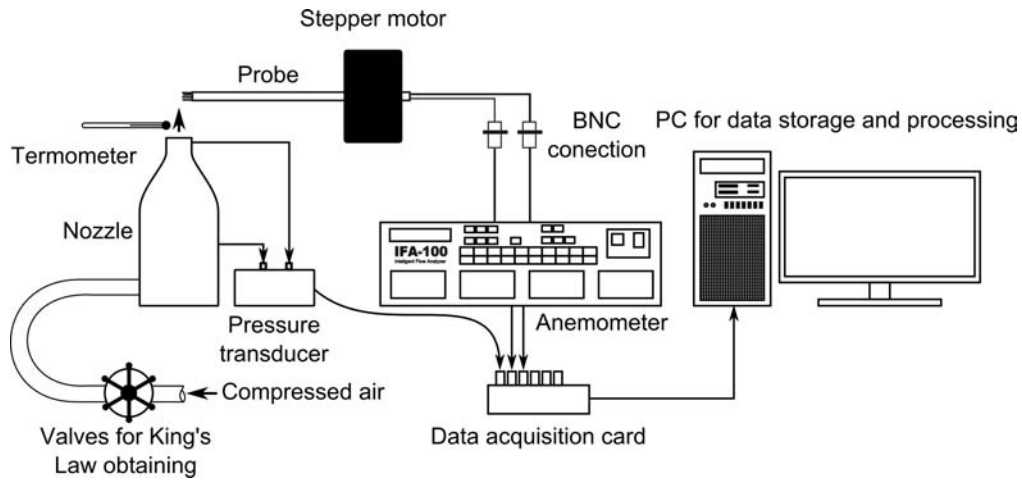 Stepper motor
Probe
BNC
conection
PC for data storage and processing
Termometer
Nozzle
IFA-100
Intelligent Flow Analyzer
Pressure
transducer
Anemometer
Compressed air
Valves for King's
Law obtaining
Data acquisition card